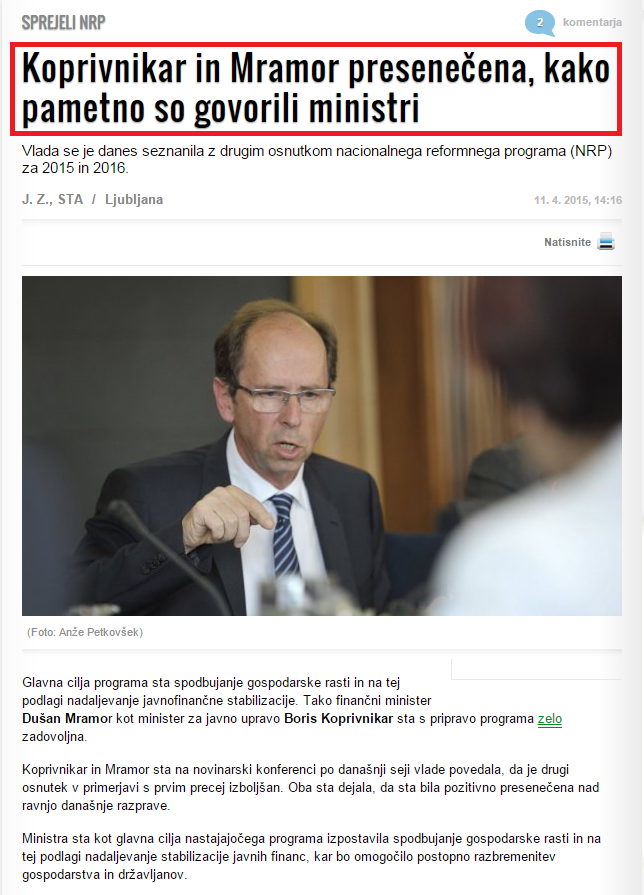 SPREJELI NRP
2 komentarja
Koprivnikar in Mramor presenečena, kako
pametno so govorili ministri
Vlada se je danes seznanila z drugim osnutkom nacionalnega reformnega programa (NRP)
za 2015 in 2016.
J. Z., STA / Ljubljana
11. 4. 2015, 14:16
Natisnite
(Foto: Anže Petkovšek)
Glavna cilja programa sta spodbujanje gospodarske rasti in na tej
podlagi nadaljevanje javnofinančne stabilizacije. Tako finančni minister
Dušan Mramor kot minister za javno upravo Boris Koprivnikar sta s pripravo programa zelo
zadovoljna.
Koprivnikar in Mramor sta na novinarski konferenci po današnji seji vlade povedala, da je drugi
osnutek v primerjavi s prvim precej izboljšan. Oba sta dejala, da sta bila pozitivno presenečena nad
ravnjo današnje razprave.
Ministra sta kot glavna cilja nastajajočega programa izpostavila spodbujanje gospodarske rasti in na
tej podlagi nadaljevanje stabilizacije javnih financ, kar bo omogočilo postopno razbremenitev
gospodarstva in državljanov.